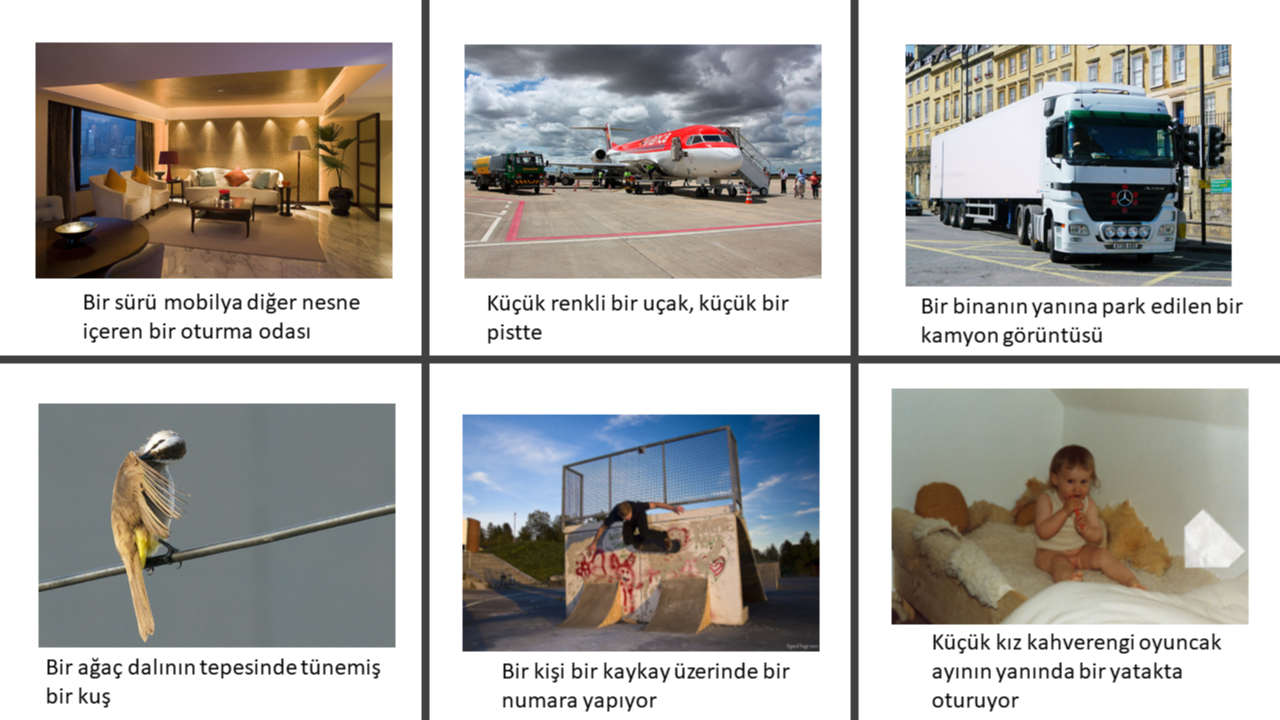 Bir sürü mobilya diğer nesne
içeren bir oturma odası
Küçük renkli bir uçak, küçük bir
pistte
Bir binanın yanına park edilen bir
kamyon görüntüsü
Bir ağaç dalının tepesinde tünemiş
bir kuş
Bir kişi bir kaykay üzerinde bir
numara yapıyor
Küçük kız kahverengi oyuncak
ayının yanında bir yatakta
oturuyor